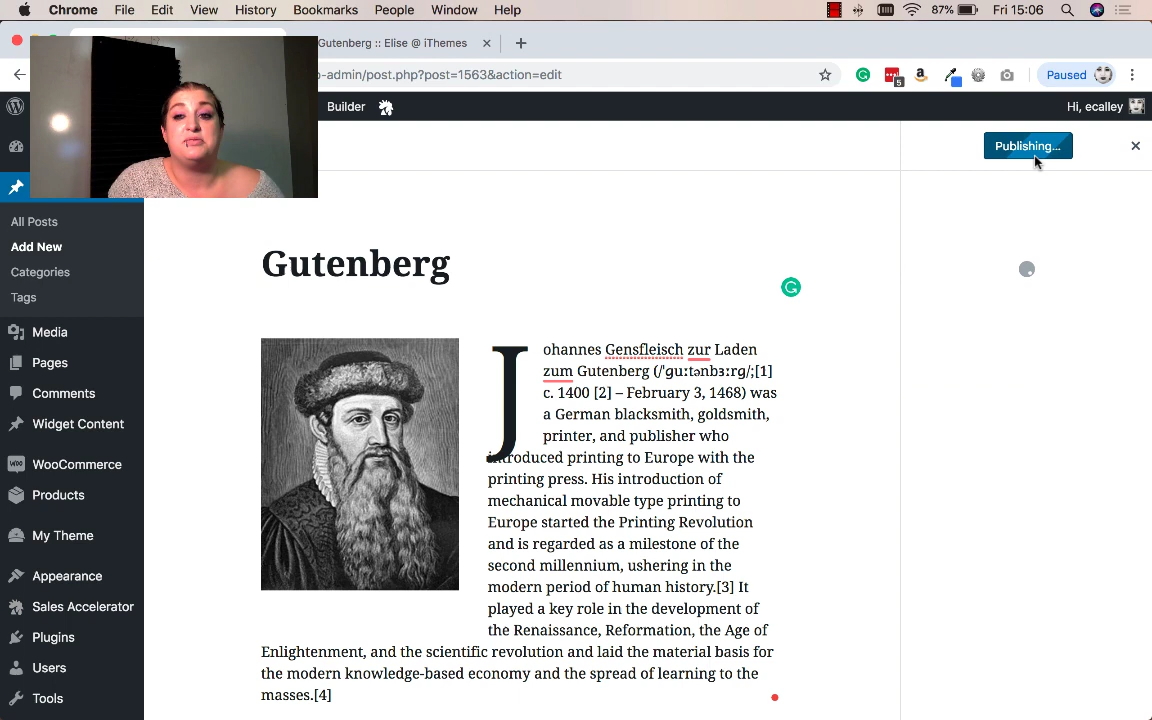 Chrome File Edit View History Bookmarks People Window Help 87% Fri 15:06
Gutenberg :: Elise @ iThemes
-admin/post.php?post=1563&action=edit
5
Paused
Builder
Hi, ecalley
Publishing...
All Posts
Add New
Categories
Tags
Media
Pages
Comments
Widget Content
WOO WooCommerce
Products
My Theme
Appearance
Sales Accelerator
Plugins
Users
Tools
Gutenberg
Johannes Gensfleisch zur Laden
zum Gutenberg (/ˈɡuːtənbɜːrɡ/;[1]
c. 1400 [2] – February 3, 1468) was
a German blacksmith, goldsmith,
printer, and publisher who
introduced printing to Europe with the
printing press. His introduction of
mechanical movable type printing to
Europe started the Printing Revolution
and is regarded as a milestone of the
second millennium, ushering in the
modern period of human history.[3] It
played a key role in the development of
the Renaissance, Reformation, the Age of
Enlightenment, and the scientific revolution and laid the material basis for
the modern knowledge-based economy and the spread of learning to the
masses.[4]